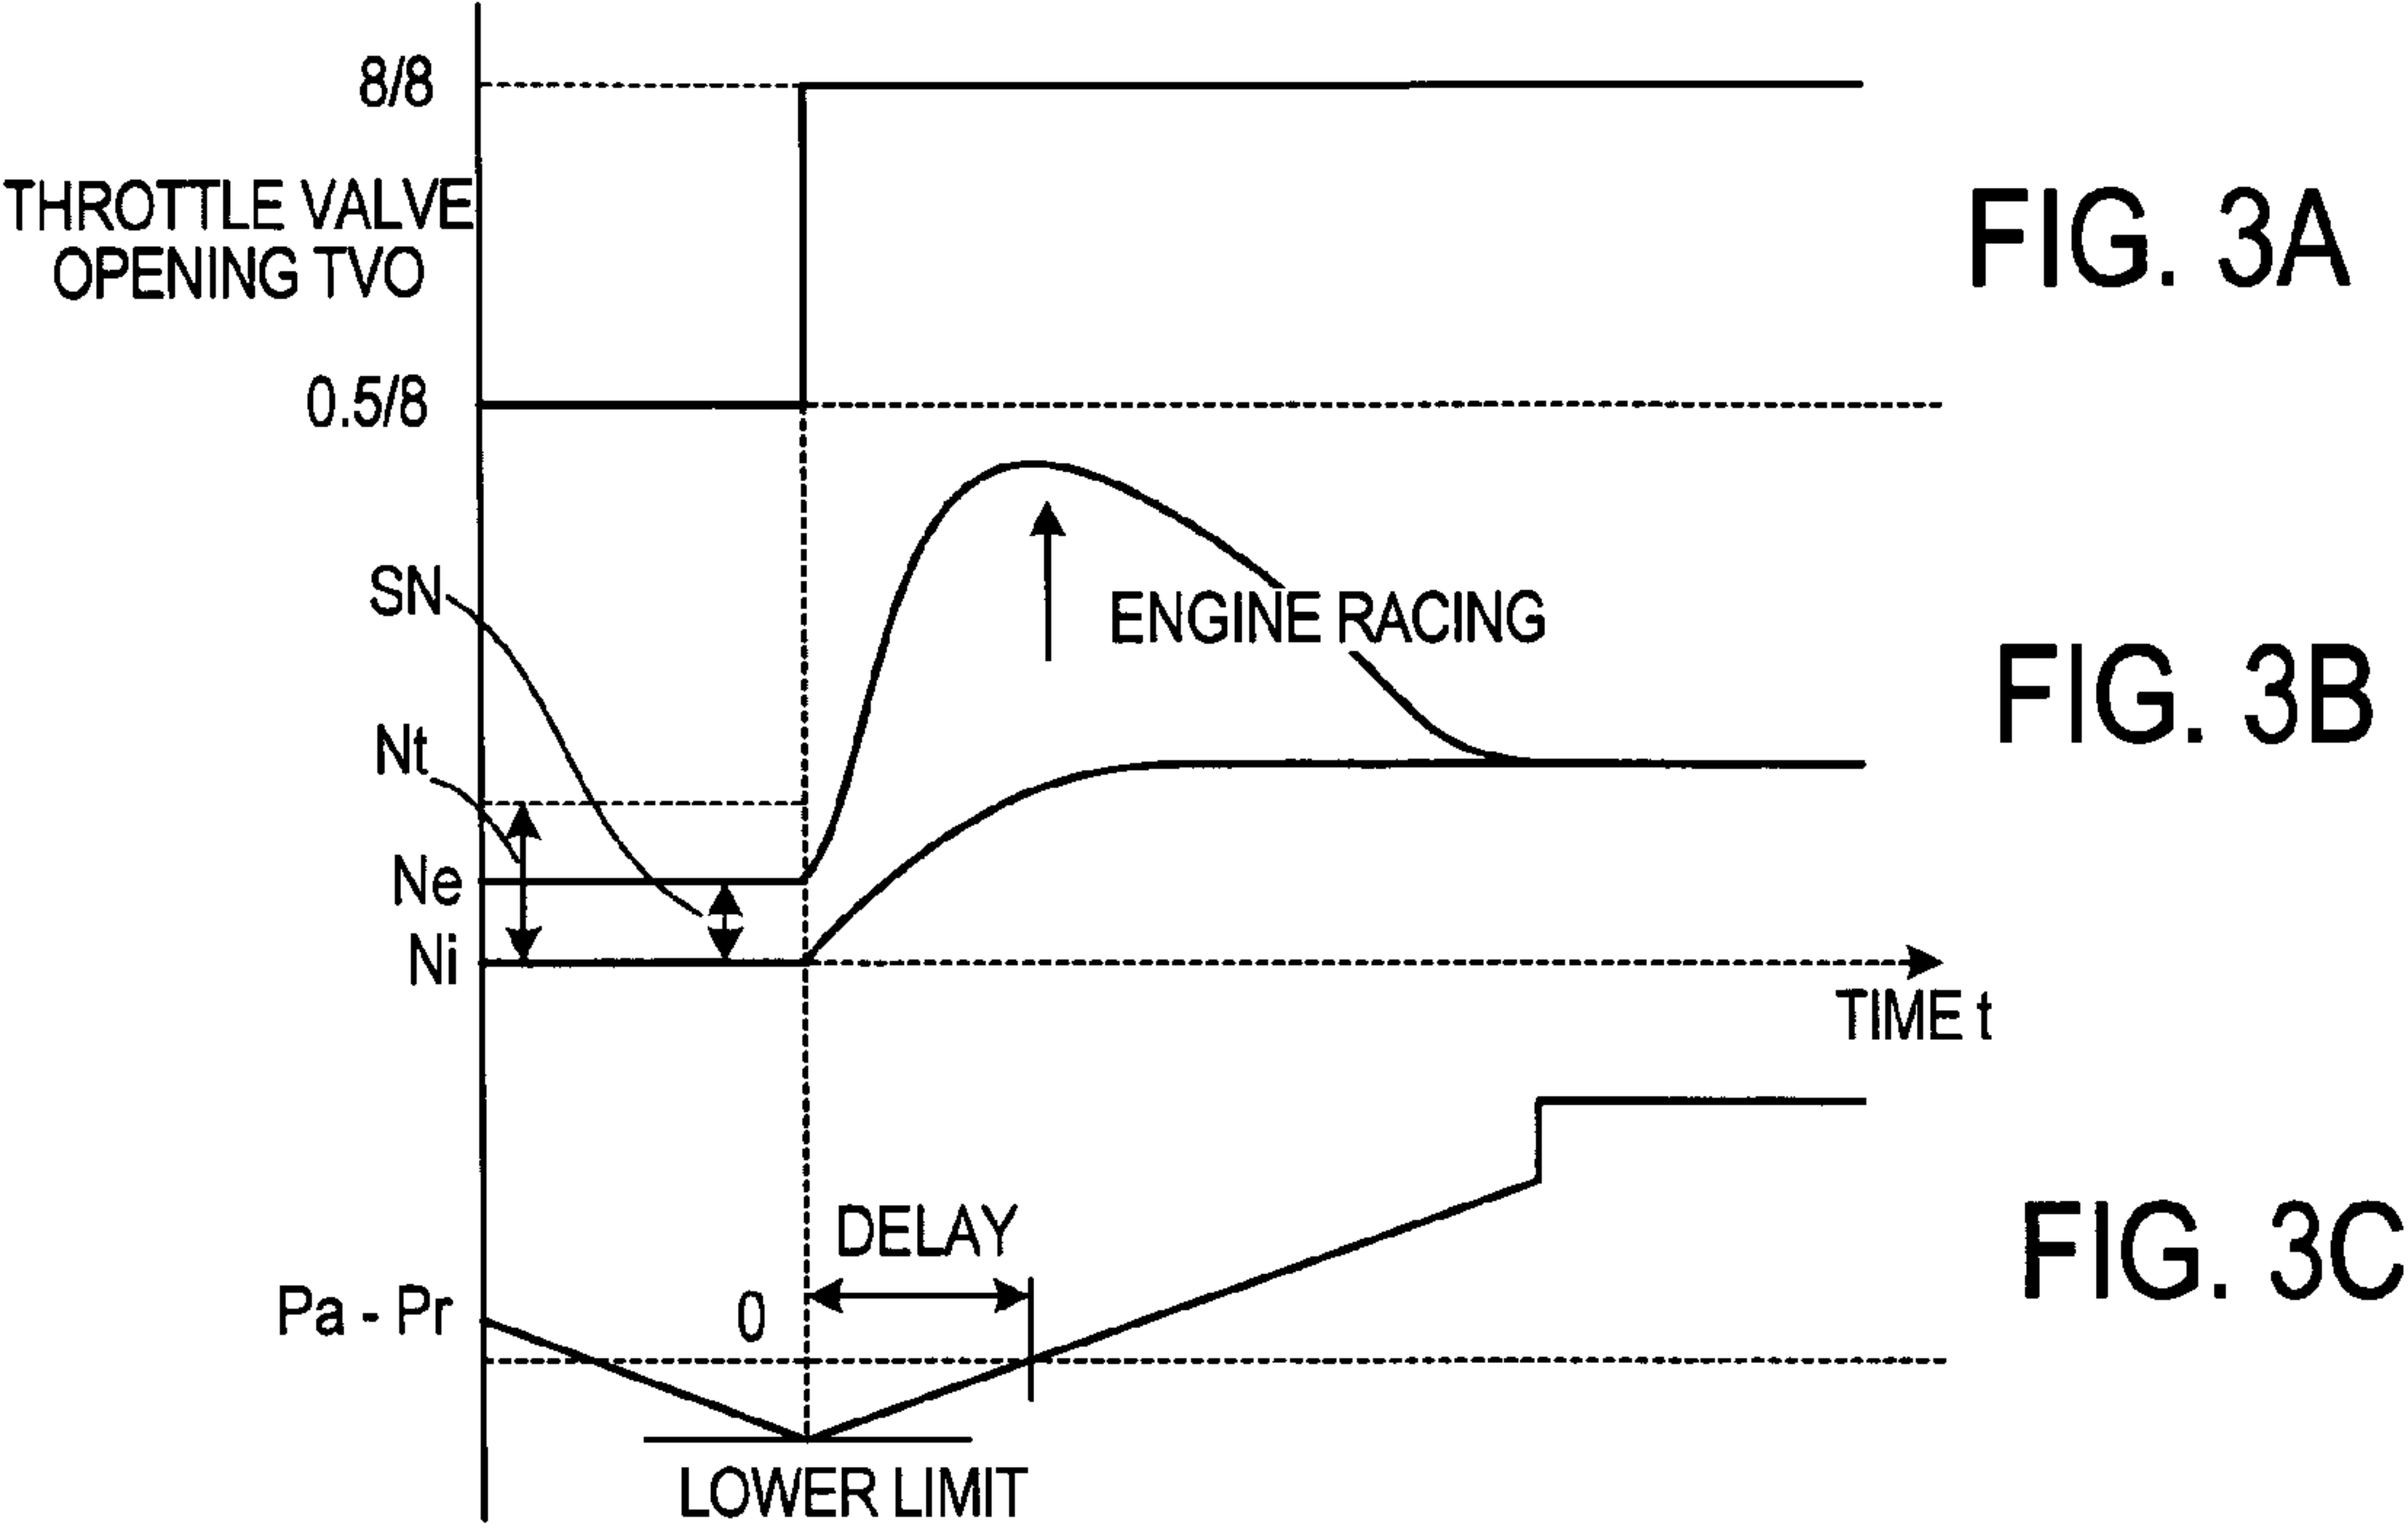 8/8
THROTTLE VALVE
OPENING TVO
FIG. 3A
0.5/8
SN
ENGINE RACING
FIG. 3B
Nt
Ne
Ni
TIME t
DELAY
FIG. 3C
Pa - Pr
0
LOWER LIMIT